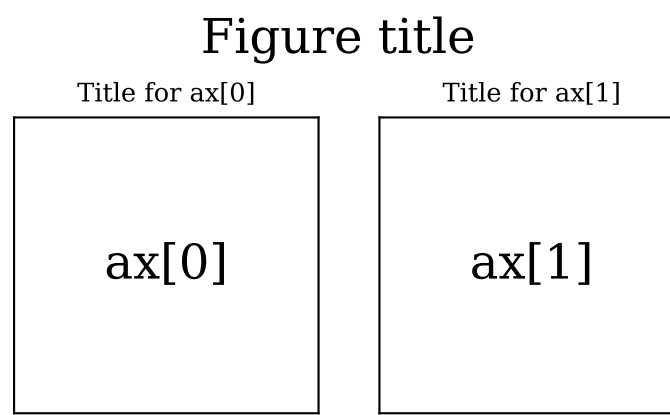 Figure title
Title for ax[0]
Title for ax[1]
ax[0]
ax[1]